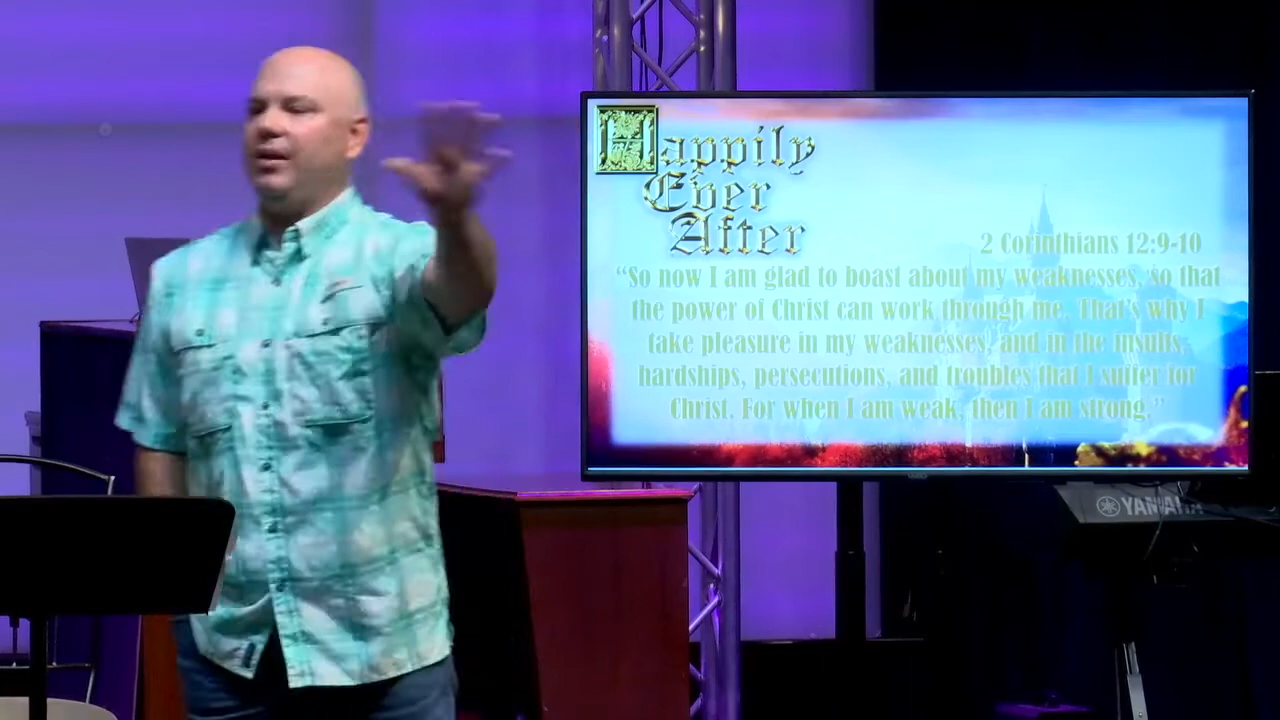 Happily
Ever
After
2 Corinthians 12:9-10
“So now I am glad to boast about my weaknesses, so that
the power of Christ can work through me. That’s why I
take pleasure in my weaknesses, and in the insults,
hardships, persecutions, and troubles that I suffer for
Christ. For when I am weak, then I am strong.”
YAMAHA